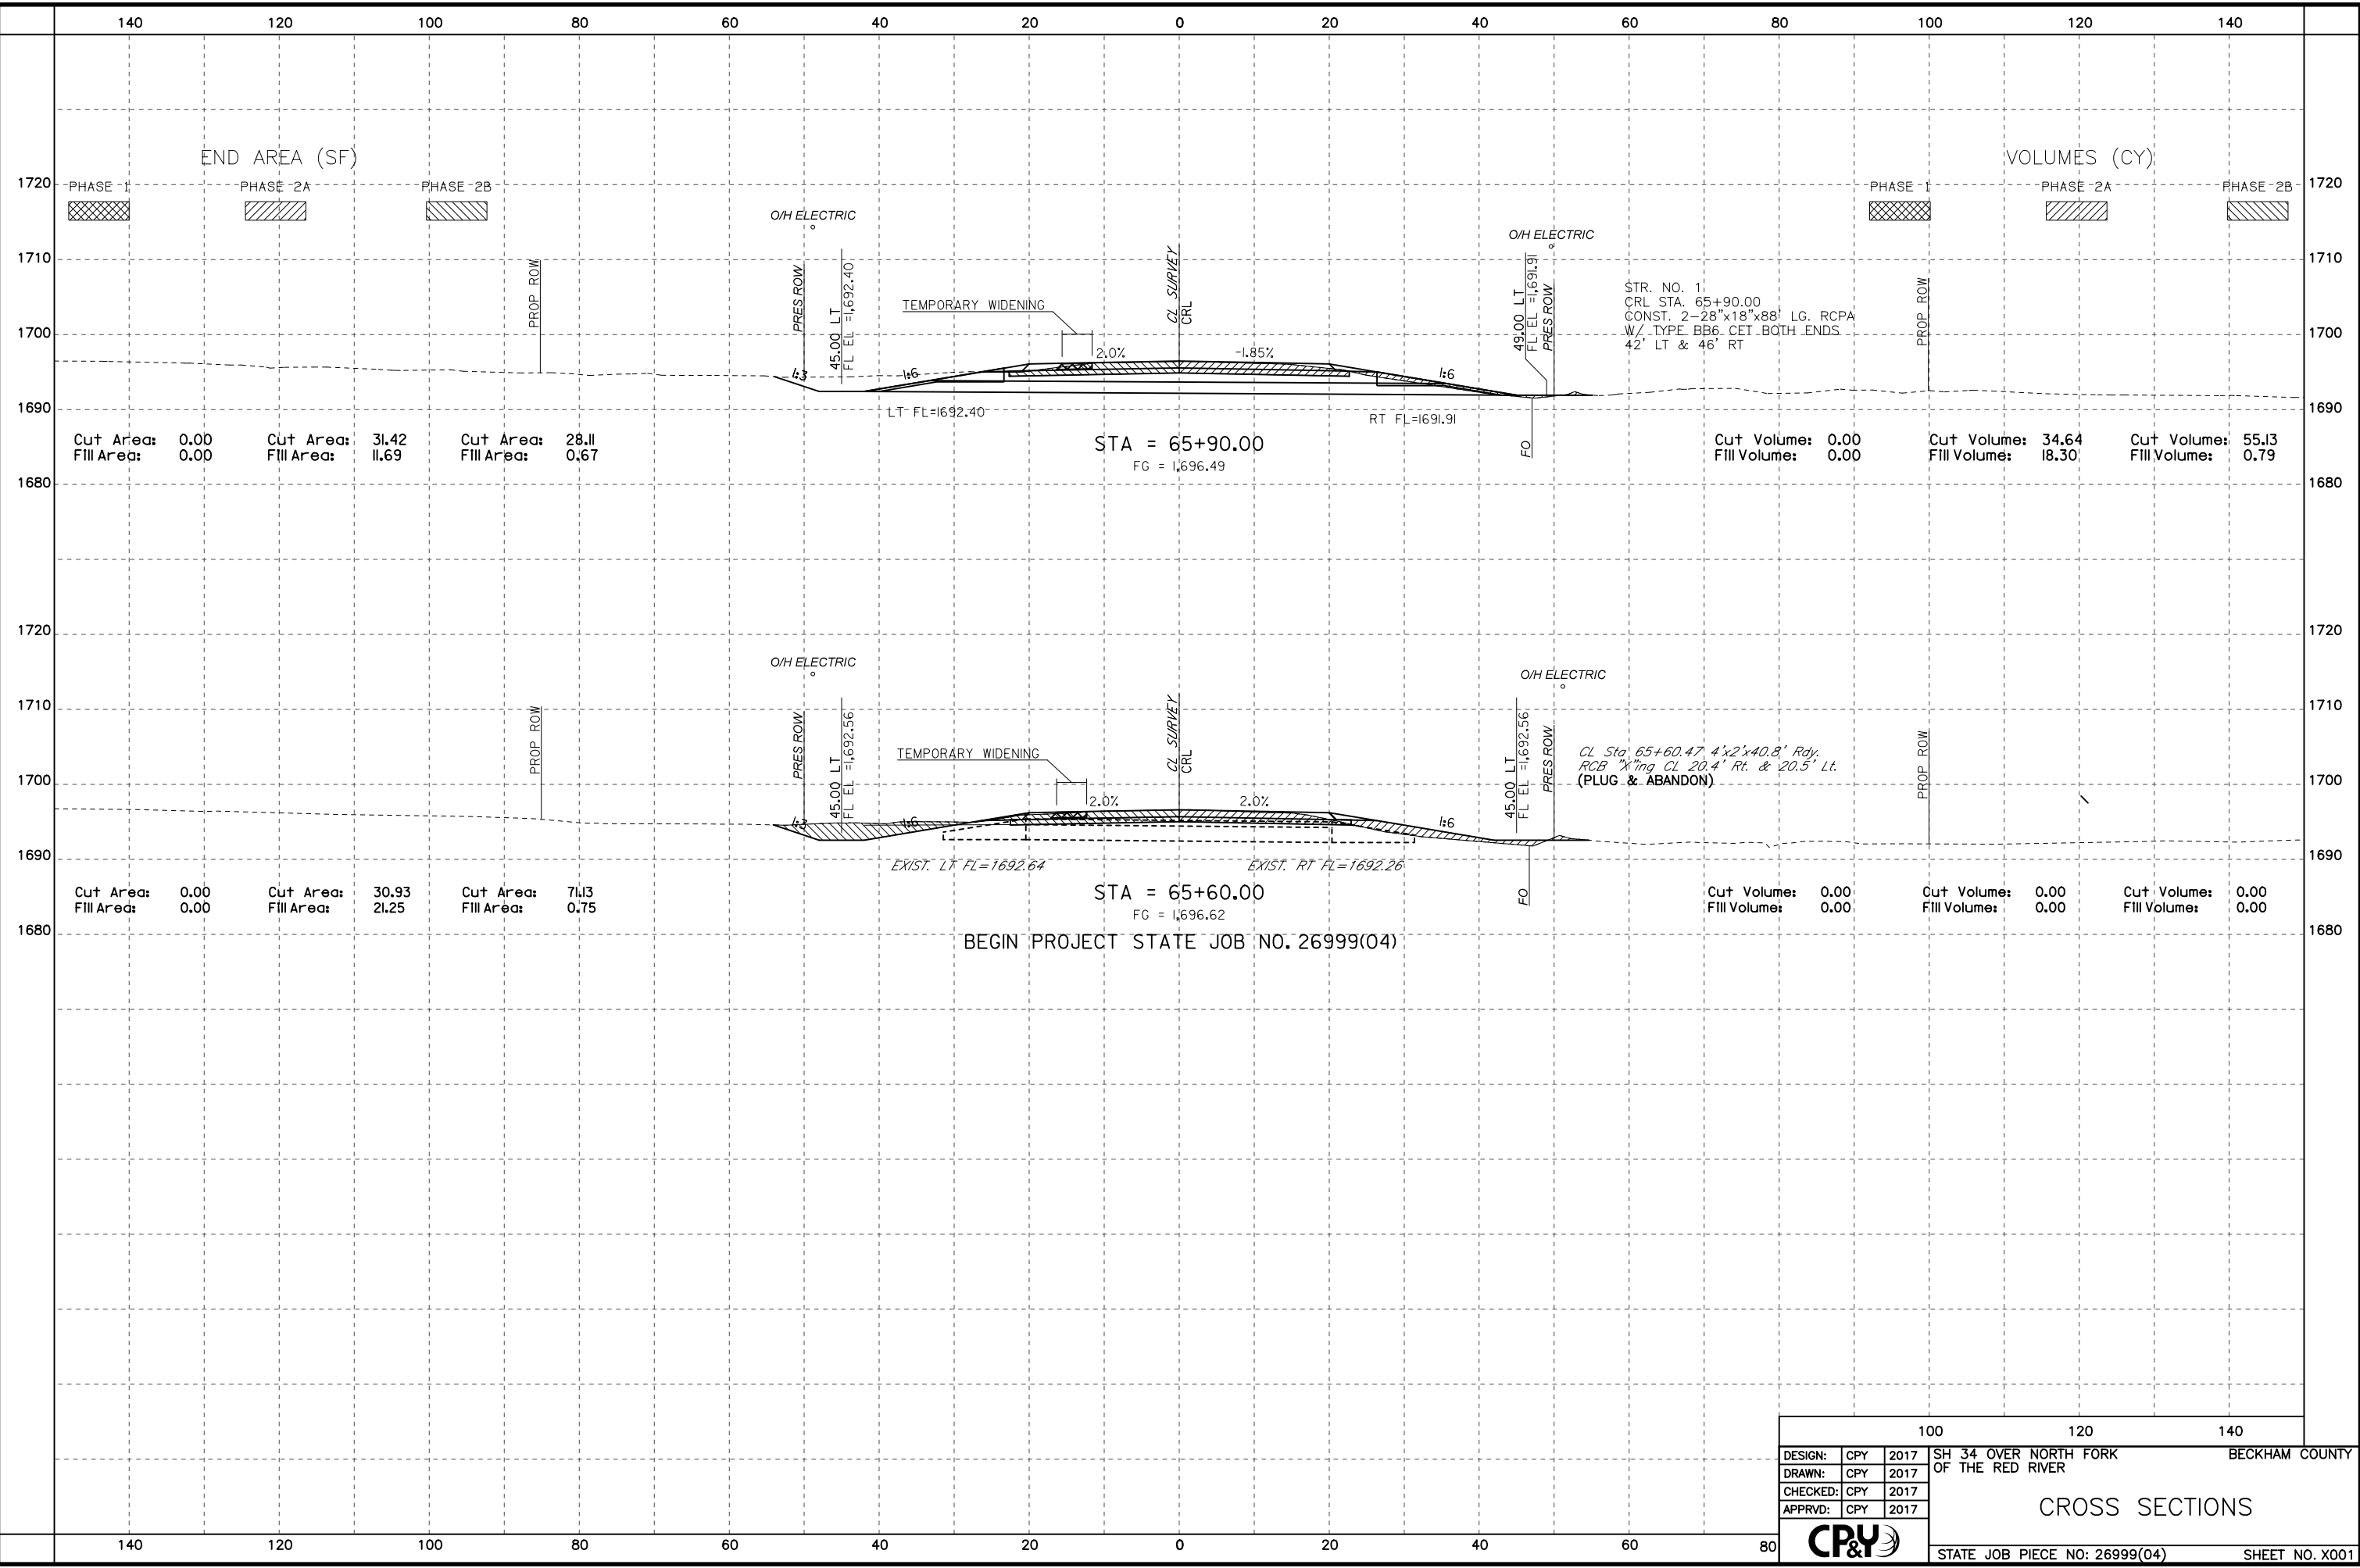 140 120 100 80 60 40 20 0 20 40 60 80 100 120 140
END AREA (SF)
VOLUMES (CY)
1720 PHASE 1 PHASE 2A PHASE 2B
PHASE 1 PHASE 2A PHASE 2B 1720
O/H ELECTRIC
O/H ELECTRIC
1710
1710
PROP ROW
PRES ROW
45.00 LT
FL EL =1,692.40
TEMPORARY WIDENING
CL SURVEY
CRL
49.00 LT
FL EL =1,691.91
PRES ROW
STR. NO. 1
CRL STA. 65+90.00
CONST. 2-28"x18"x88' LG. RCPA
W/ TYPE BB6 CET BOTH ENDS
42' LT & 46' RT
PROP ROW
1700
1700
2.0%
-1.85%
1:3
1:6
1:6
1690
1690
LT FL=1692.40
RT FL=1691.91
Cut Area: 0.00 Cut Area: 31.42 Cut Area: 28.11
Fill Area: 0.00 Fill Area: 11.69 Fill Area: 0.67
STA = 65+90.00
FG = 1,696.49
FO
Cut Volume: 0.00 Cut Volume: 34.64 Cut Volume: 55.13
Fill Volume: 0.00 Fill Volume: 18.30 Fill Volume: 0.79
1680
1680
1720
1720
O/H ELECTRIC
O/H ELECTRIC
1710
1710
PROP ROW
PRES ROW
45.00 LT
FL EL =1,692.56
TEMPORARY WIDENING
CL SURVEY
CRL
45.00 LT
FL EL =1,692.56
PRES ROW
CL Sta. 65+60.47 4'x2'x40.8' Rdy.
RCB "X"ing CL 20.4' Rt. & 20.5' Lt.
(PLUG & ABANDON)
PROP ROW
1700
1700
2.0%
2.0%
1:3
1:6
1:6
1690
1690
EXIST. LT FL=1692.64
EXIST. RT FL=1692.26
Cut Area: 0.00 Cut Area: 30.93 Cut Area: 71.13
Fill Area: 0.00 Fill Area: 21.25 Fill Area: 0.75
STA = 65+60.00
FG = 1,696.62
FO
Cut Volume: 0.00 Cut Volume: 0.00 Cut Volume: 0.00
Fill Volume: 0.00 Fill Volume: 0.00 Fill Volume: 0.00
1680
1680
BEGIN PROJECT STATE JOB NO. 26999(04)
100 120 140
DESIGN: CPY 2017
DRAWN: CPY 2017
CHECKED: CPY 2017
APPRVD: CPY 2017
SH 34 OVER NORTH FORK
OF THE RED RIVER
BECKHAM COUNTY
CROSS SECTIONS
CP&Y
STATE JOB PIECE NO: 26999(04) SHEET NO. X001
140 120 100 80 60 40 20 0 20 40 60 80